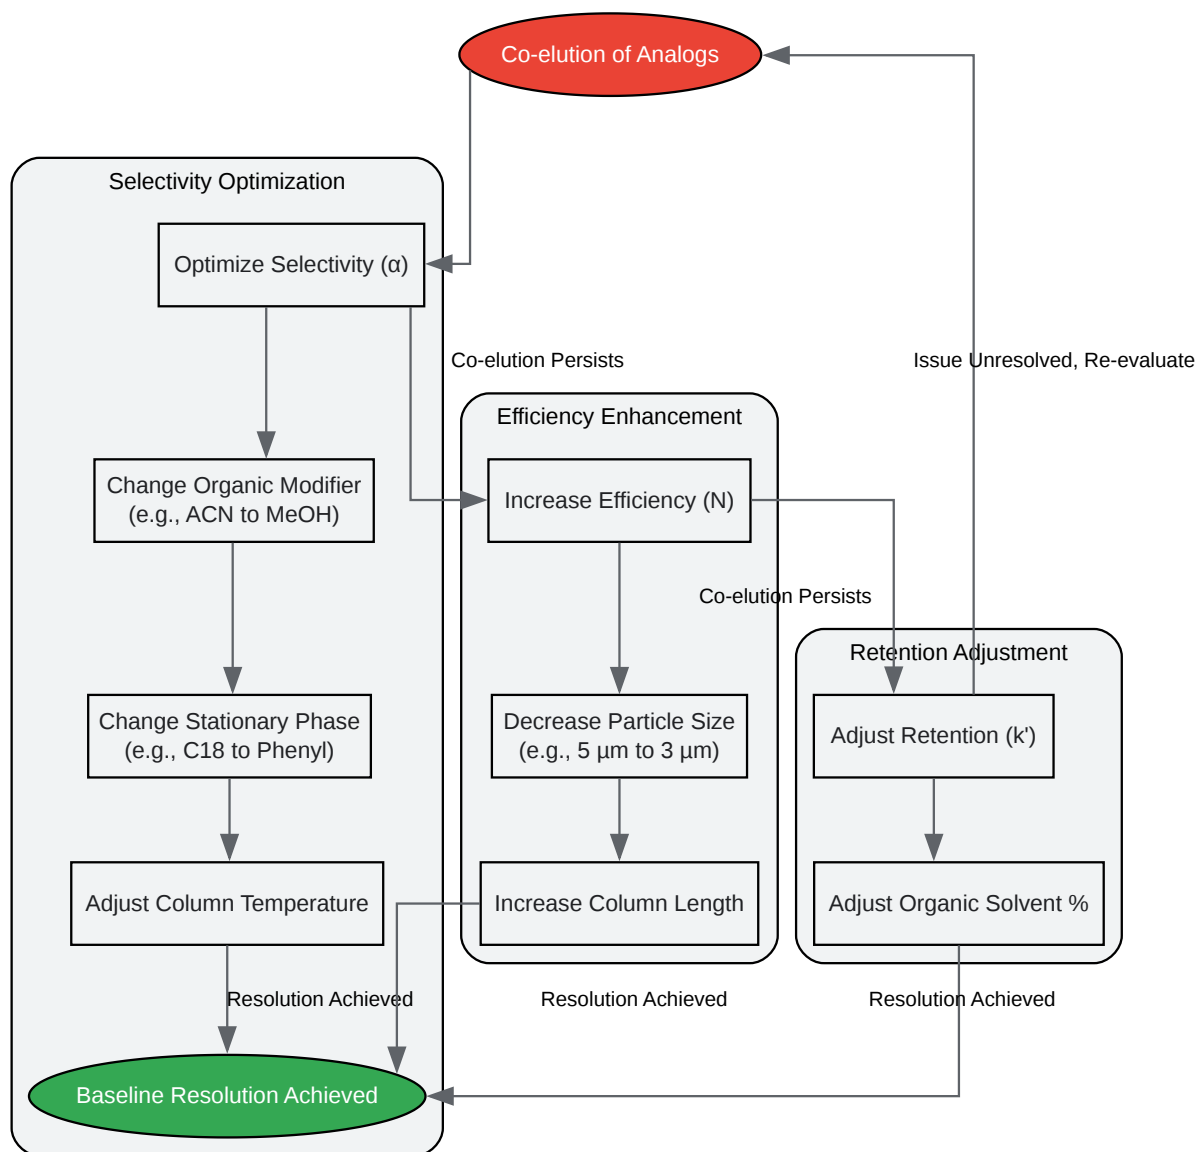 Co-elution of Analogs
Selectivity Optimization
Optimize Selectivity (α)
Co-elution Persists
Issue Unresolved, Re-evaluate
Efficiency Enhancement
Change Organic Modifier
(e.g., ACN to MeOH)
Increase Efficiency (N)
Co-elution Persists
Retention Adjustment
Change Stationary Phase
(e.g., C18 to Phenyl)
Decrease Particle Size
(e.g., 5 µm to 3 µm)
Adjust Retention (k')
Adjust Column Temperature
Increase Column Length
Adjust Organic Solvent %
Resolution Achieved
Resolution Achieved
Resolution Achieved
Baseline Resolution Achieved